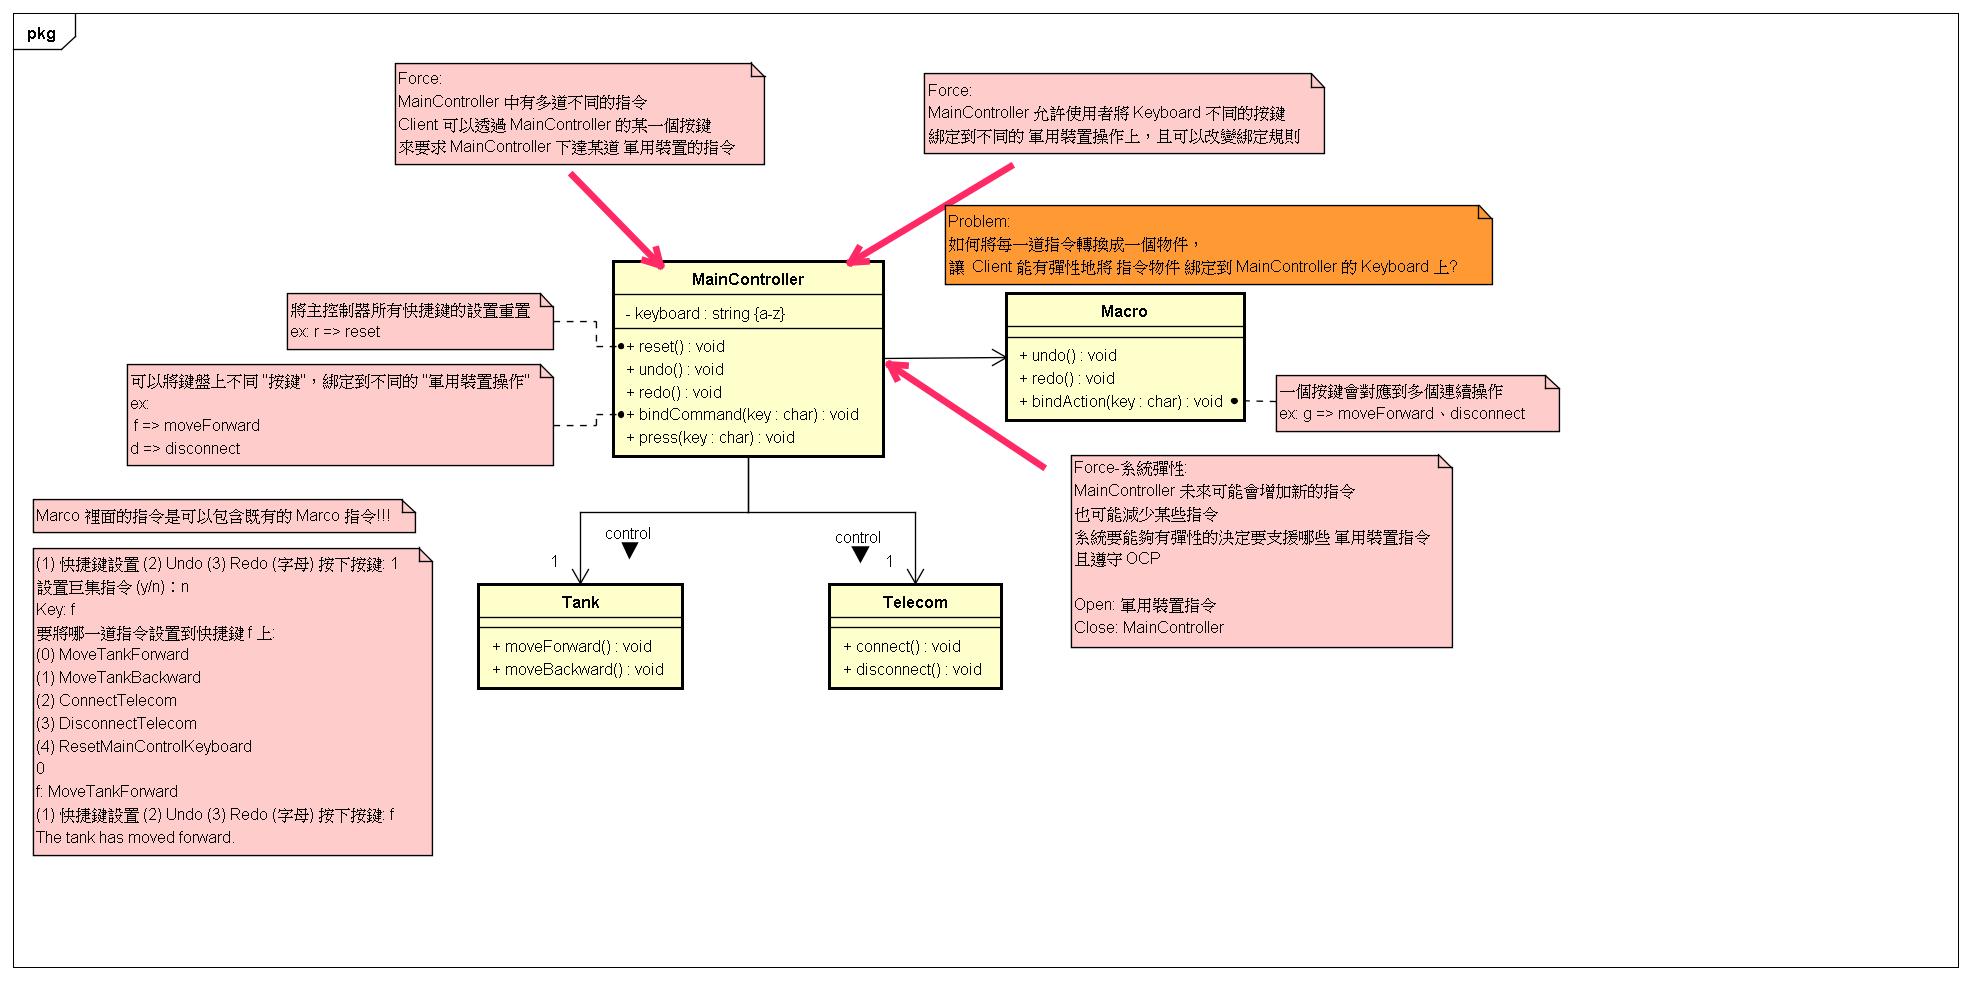 pkg
Force:
MainController 中有多道不同的指令
Client 可以透過 MainController 的某一個按鍵
來要求 MainController 下達某道 軍用裝置的指令
Force:
MainController 允許使用者將 Keyboard 不同的按鍵
綁定到不同的 軍用裝置操作上，且可以改變綁定規則
Problem:
如何將每一道指令轉換成一個物件，
讓 Client 能有彈性地將 指令物件 綁定到 MainController 的 Keyboard 上?
MainController
- keyboard : string {a-z}
+ reset() : void
+ undo() : void
+ redo() : void
+ bindCommand(key : char) : void
+ press(key : char) : void
將主控制器所有快捷鍵的設置重置
ex: r => reset
可以將鍵盤上不同 "按鍵"，綁定到不同的 "軍用裝置操作"
ex:
f => moveForward
d => disconnect
Macro
+ undo() : void
+ redo() : void
+ bindAction(key : char) : void
一個按鍵會對應到多個連續操作
ex: g => moveForward、disconnect
Force-系統彈性:
MainController 未來可能會增加新的指令
也可能減少某些指令
系統要能夠有彈性的決定要支援哪些 軍用裝置指令
且遵守 OCP
Open: 軍用裝置指令
Close: MainController
Marco 裡面的指令是可以包含既有的 Marco 指令!!!
(1) 快捷鍵設置 (2) Undo (3) Redo (字母) 按下按鍵: 1
設置巨集指令 (y/n)：n
Key: f
要將哪一道指令設置到快捷鍵 f 上:
(0) MoveTankForward
(1) MoveTankBackward
(2) ConnectTelecom
(3) DisconnectTelecom
(4) ResetMainControlKeyboard
0
f: MoveTankForward
(1) 快捷鍵設置 (2) Undo (3) Redo (字母) 按下按鍵: f
The tank has moved forward.
control
1
control
1
Tank
+ moveForward() : void
+ moveBackward() : void
Telecom
+ connect() : void
+ disconnect() : void